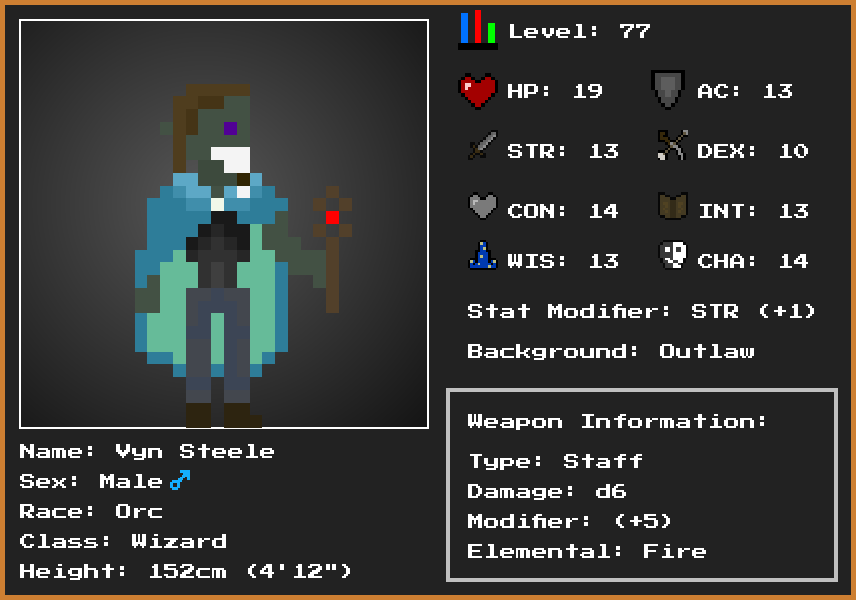 Level: 77
HP: 19 AC: 13
STR: 13 DEX: 10
CON: 14 INT: 13
WIS: 13 CHA: 14
Stat Modifier: STR (+1)
Background: Outlaw
Weapon Information:
Type: Staff
Damage: d6
Modifier: (+5)
Elemental: Fire
Name: Vyn Steele
Sex: Male ♂
Race: Orc
Class: Wizard
Height: 152cm (4'12")